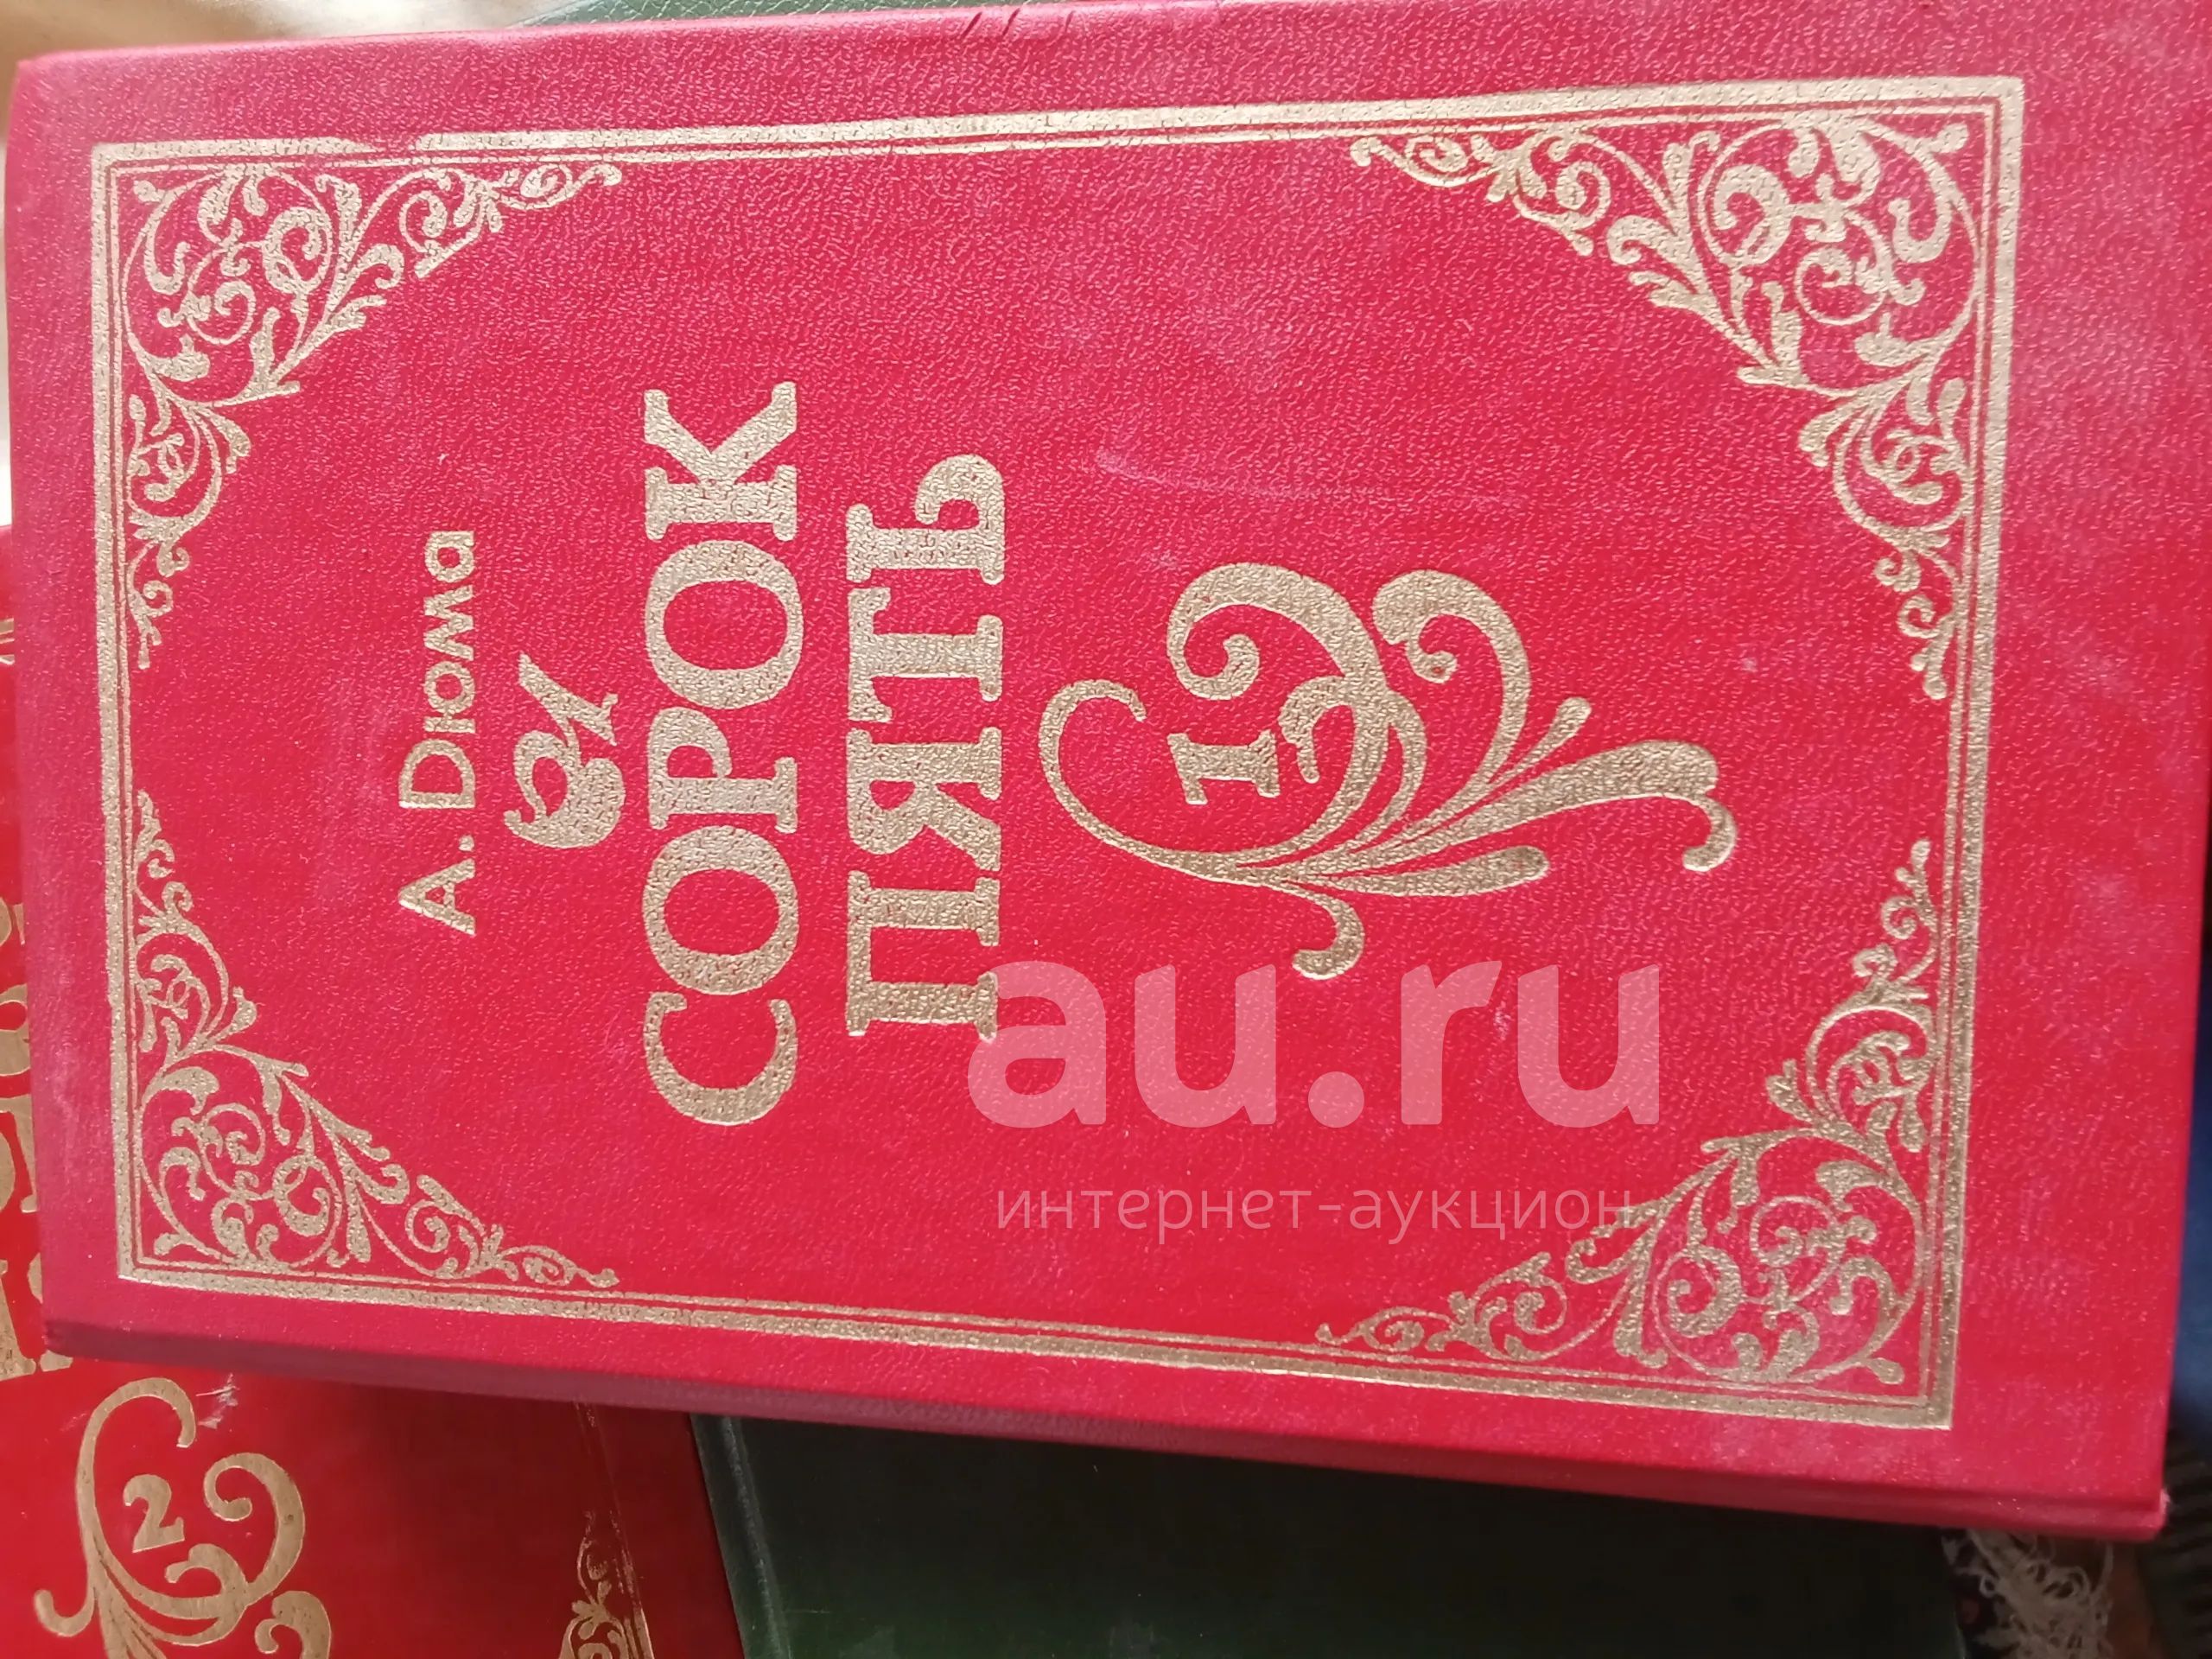 А. Дюма
СОРОК
ПЯТЬ
1
2
au.ru
интернет-аукцион